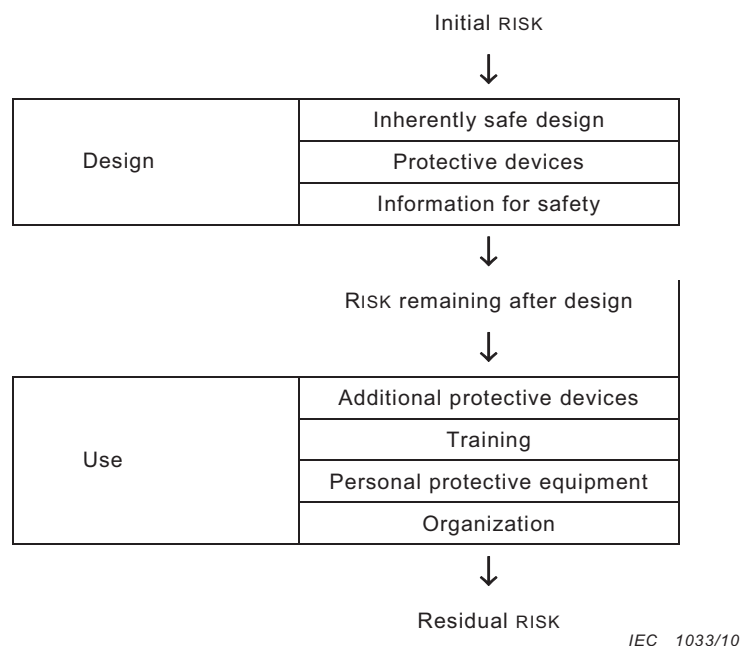 Initial RISK
↓
Design
Inherently safe design
Protective devices
Information for safety
↓
RISK remaining after design
↓
Use
Additional protective devices
Training
Personal protective equipment
Organization
↓
Residual RISK
IEC 1033/10